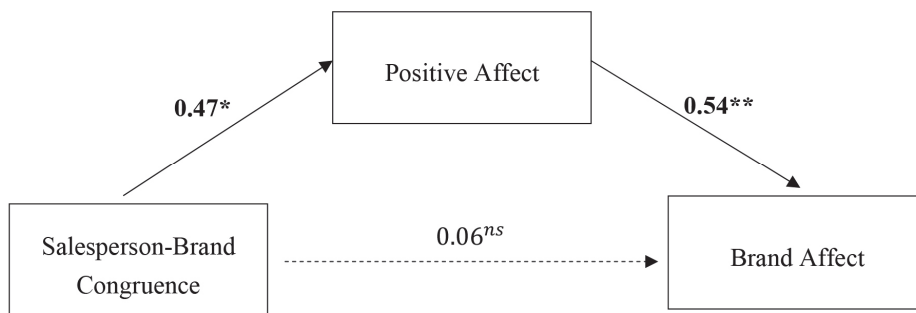 Positive Affect
0.47*
0.54**
Salesperson-Brand
Congruence
0.06ns
Brand Affect